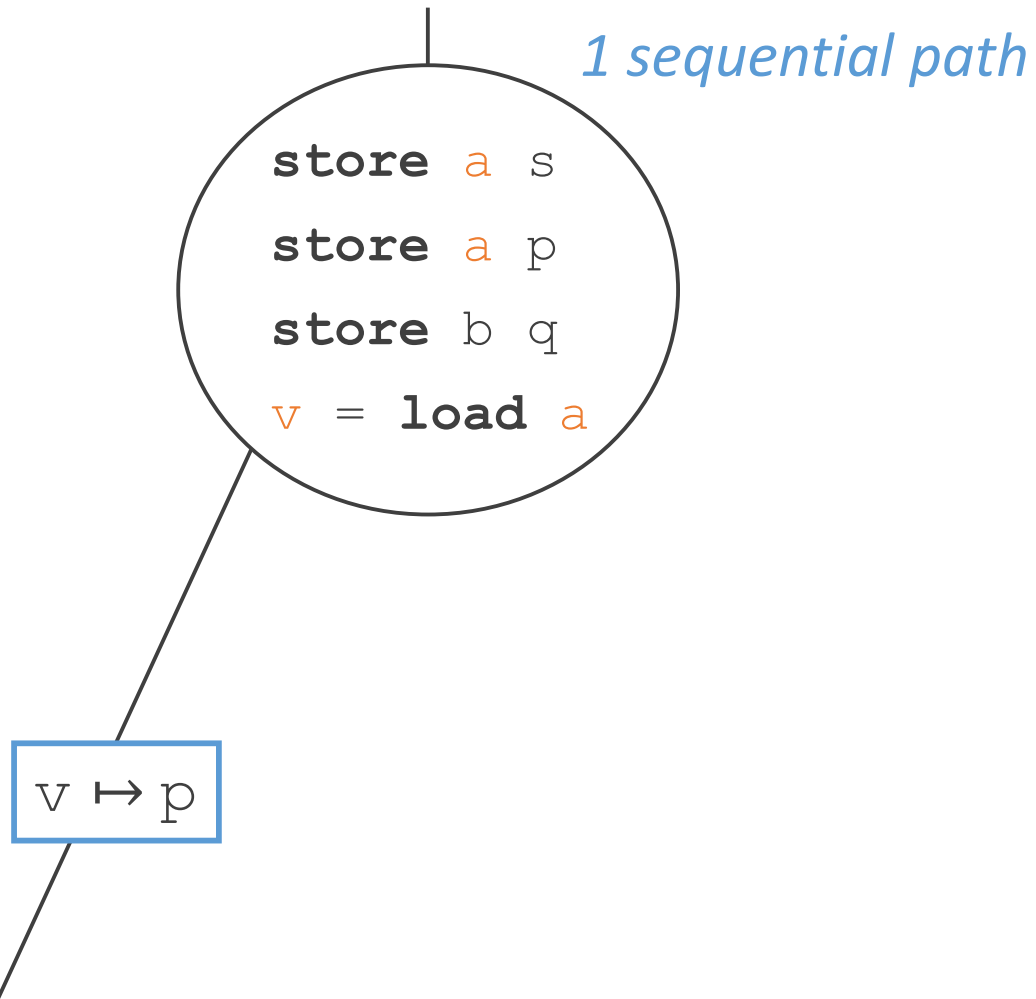 1 sequential path
store a s
store a p
store b q
v = load a
v ↦ p